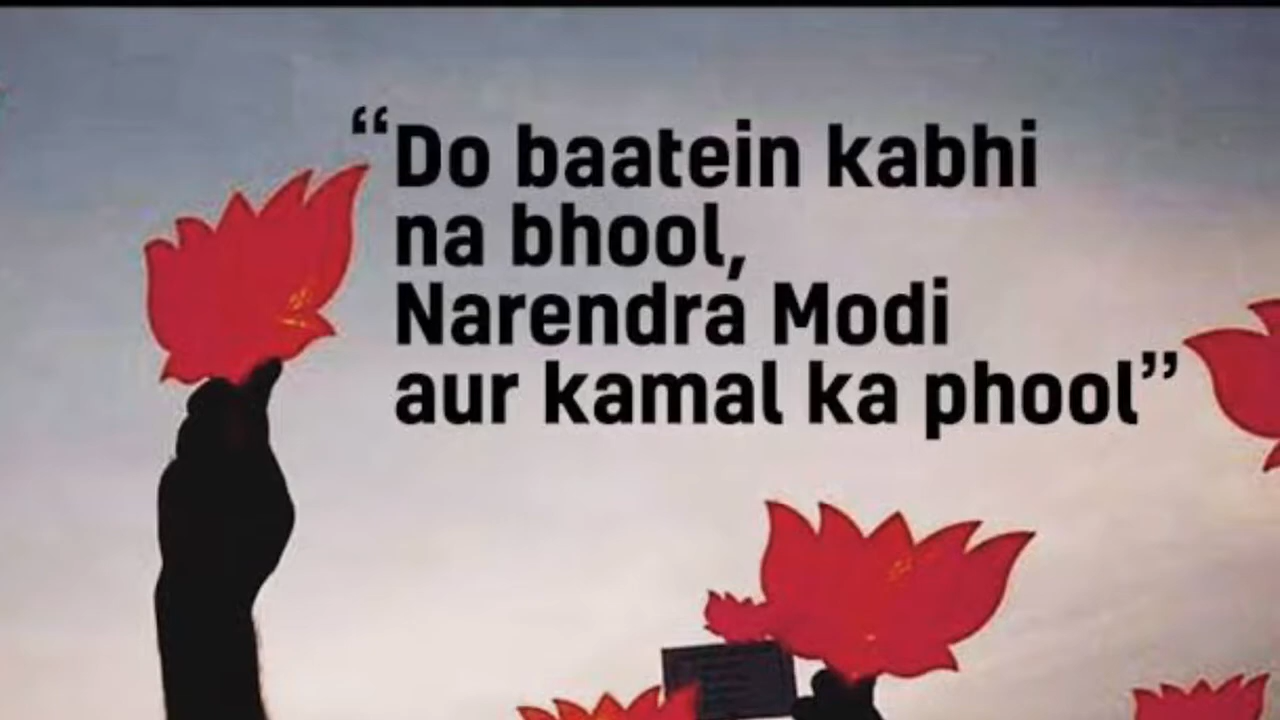 “Do baatein kabhi
na bhool,
Narendra Modi
aur kamal ka phool”